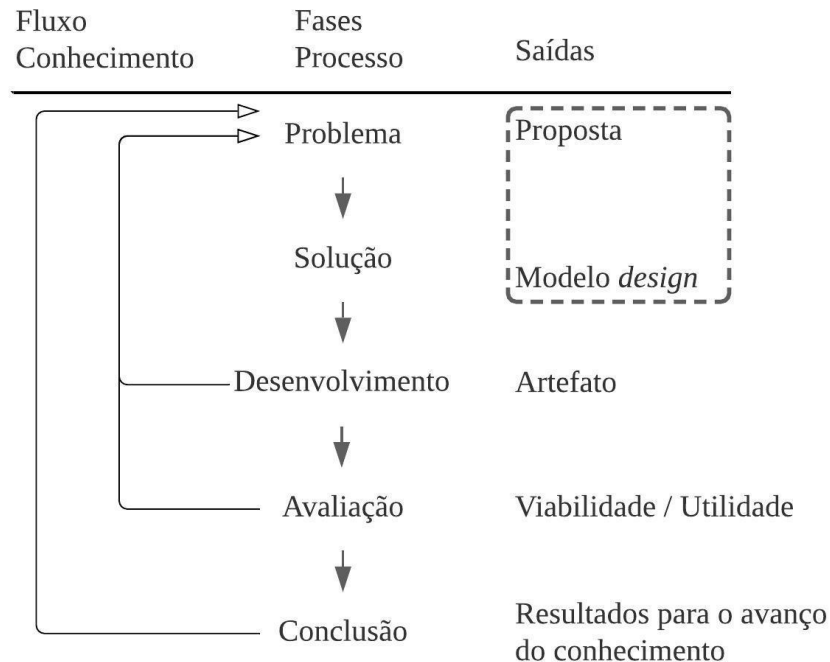 Fluxo
Conhecimento
Fases
Processo
Saídas
Problema
Proposta
Solução
Modelo design
Desenvolvimento
Artefato
Avaliação
Viabilidade / Utilidade
Conclusão
Resultados para o avanço
do conhecimento